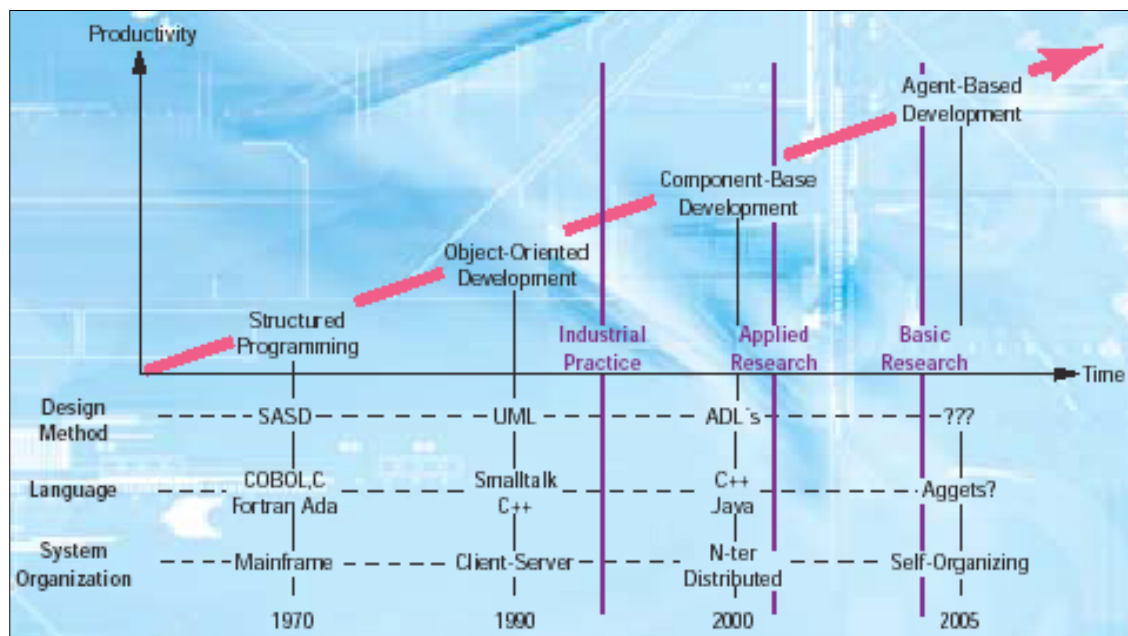 Productivity
Agent-Based
Development
Component-Base
Development
Object-Oriented
Development
Structured
Programming
Industrial
Practice
Applied
Research
Basic
Research
Time
Design
Method
SASD
UML
ADL´s
???
Language
COBOL,C
Fortran Ada
Smalltalk
C++
C++
Java
Aggets?
System
Organization
Mainframe
Client-Server
N-ter
Distributed
Self-Organizing
1970
1990
2000
2005